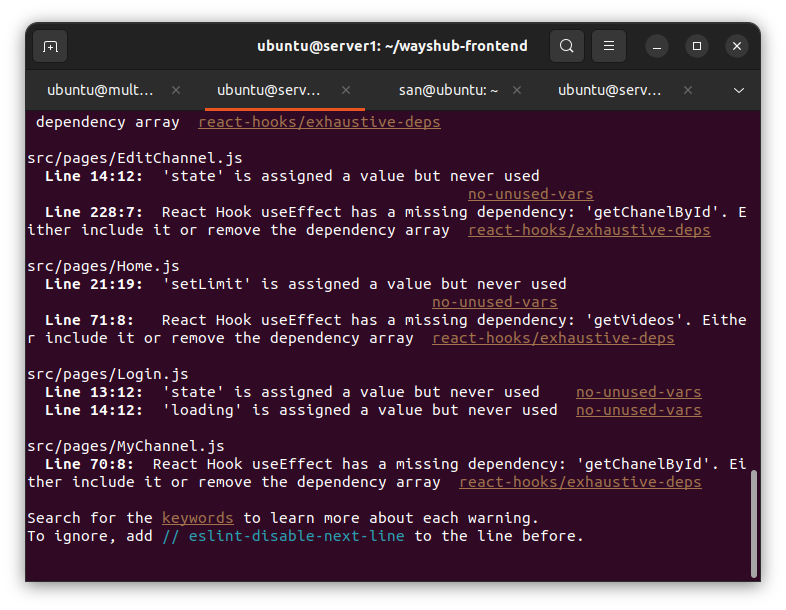 ubuntu@server1: ~/wayshub-frontend
ubuntu@mult...
ubuntu@serv...
san@ubuntu: ~
ubuntu@serv...
dependency array  react-hooks/exhaustive-deps
src/pages/EditChannel.js
Line 14:12:  'state' is assigned a value but never used
no-unused-vars
Line 228:7:  React Hook useEffect has a missing dependency: 'getChanelById'. E
ither include it or remove the dependency array  react-hooks/exhaustive-deps
src/pages/Home.js
Line 21:19:  'setLimit' is assigned a value but never used
no-unused-vars
Line 71:8:   React Hook useEffect has a missing dependency: 'getVideos'. Eithe
r include it or remove the dependency array  react-hooks/exhaustive-deps
src/pages/Login.js
Line 13:12:  'state' is assigned a value but never used    no-unused-vars
Line 14:12:  'loading' is assigned a value but never used  no-unused-vars
src/pages/MyChannel.js
Line 70:8:  React Hook useEffect has a missing dependency: 'getChanelById'. Ei
ther include it or remove the dependency array  react-hooks/exhaustive-deps
Search for the keywords to learn more about each warning.
To ignore, add // eslint-disable-next-line to the line before.